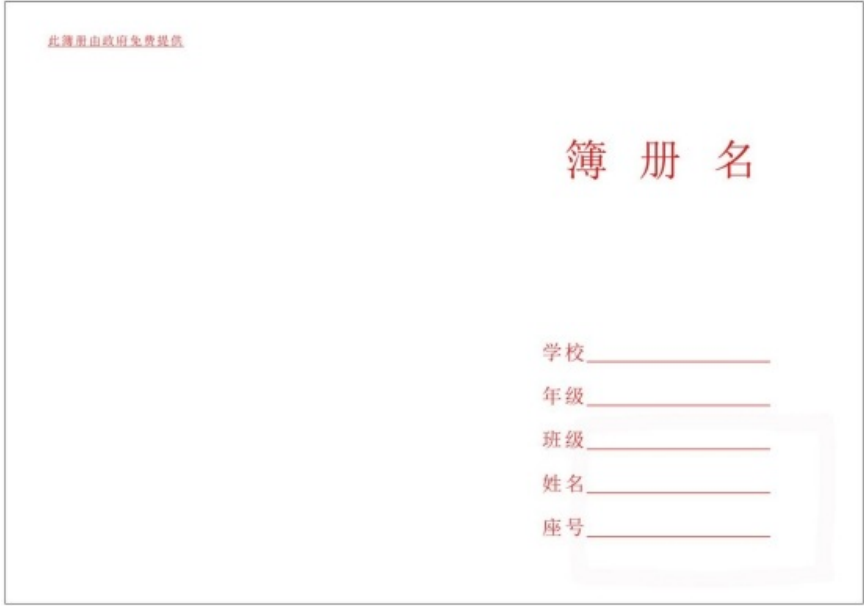 此簿册由政府免费提供
簿 册 名
学校
年级
班级
姓名
座号